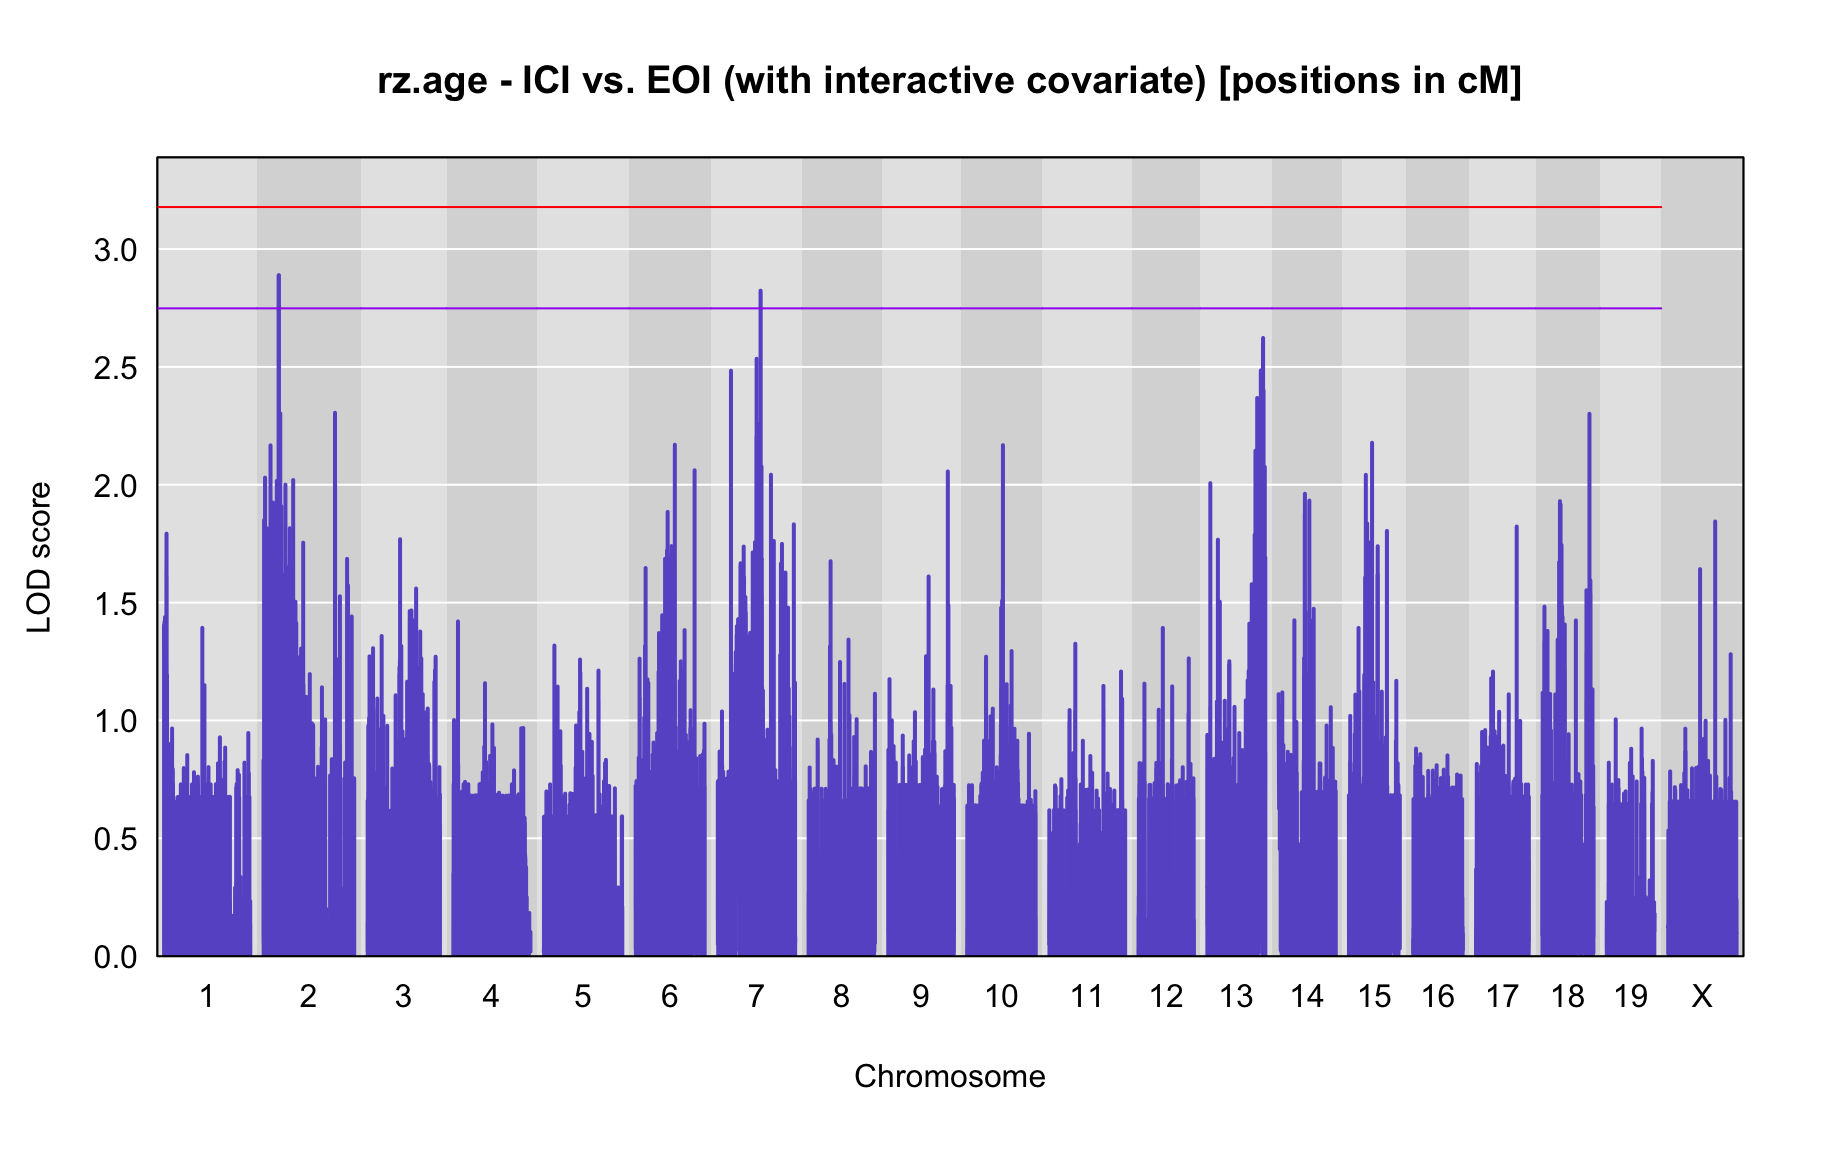 rz.age - ICI vs. EOI (with interactive covariate) [positions in cM]
3.0
2.5
2.0
1.5
1.0
0.5
0.0
LOD score
1 2 3 4 5 6 7 8 9 10 11 12 13 14 15 16 17 18 19 X
Chromosome